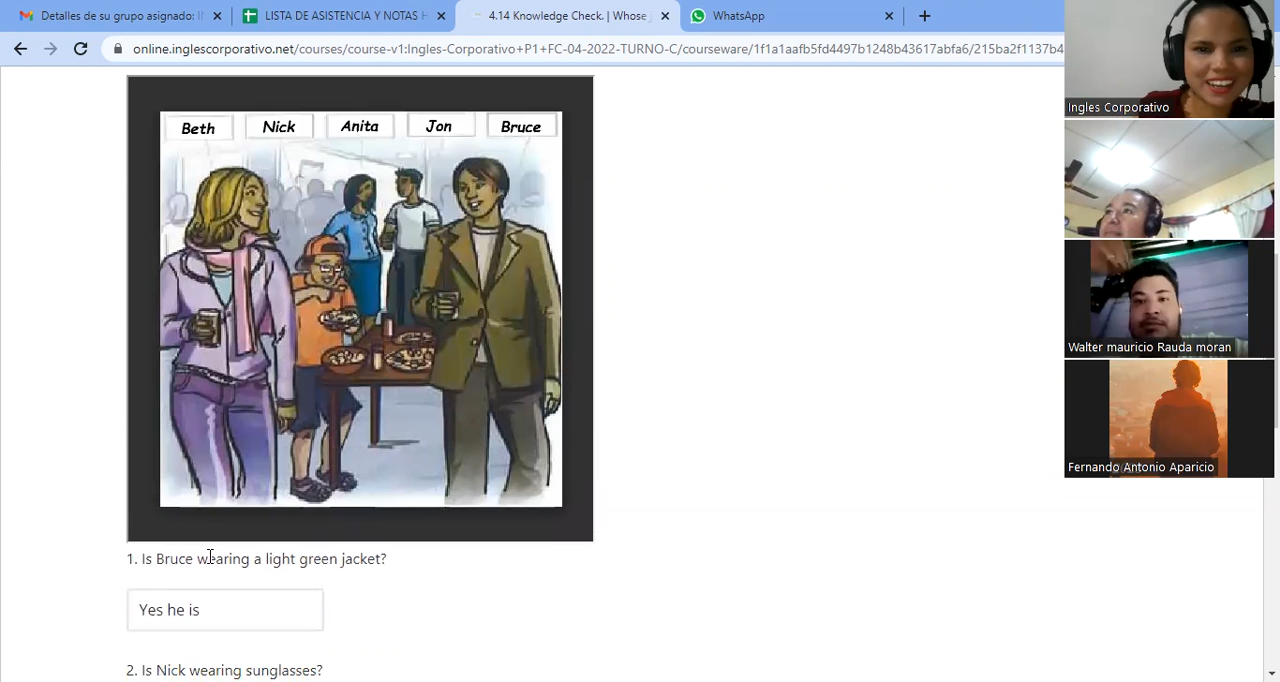 Detalles de su grupo asignado: I
LISTA DE ASISTENCIA Y NOTAS H
4.14 Knowledge Check. | Whose
WhatsApp
online.inglescorporativo.net/courses/course-v1:Ingles-Corporativo+P1+FC-04-2022-TURNO-C/courseware/1f1a1aafb5fd4497b1248b43617abfa6/215ba2f1137b4
Ingles Corporativo
Beth Nick Anita Jon Bruce
Walter mauricio Rauda moran
Fernando Antonio Aparicio
1. Is Bruce wearing a light green jacket?
Yes he is
2. Is Nick wearing sunglasses?